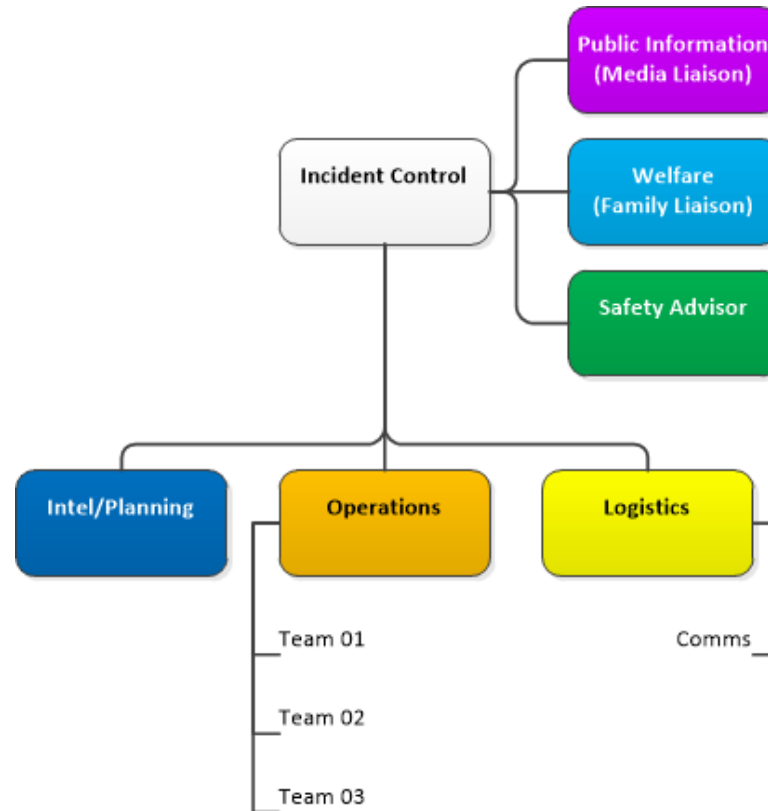 Public Information
(Media Liaison)
Incident Control
Welfare
(Family Liaison)
Safety Advisor
Intel/Planning
Operations
Logistics
Team 01
Comms
Team 02
Team 03